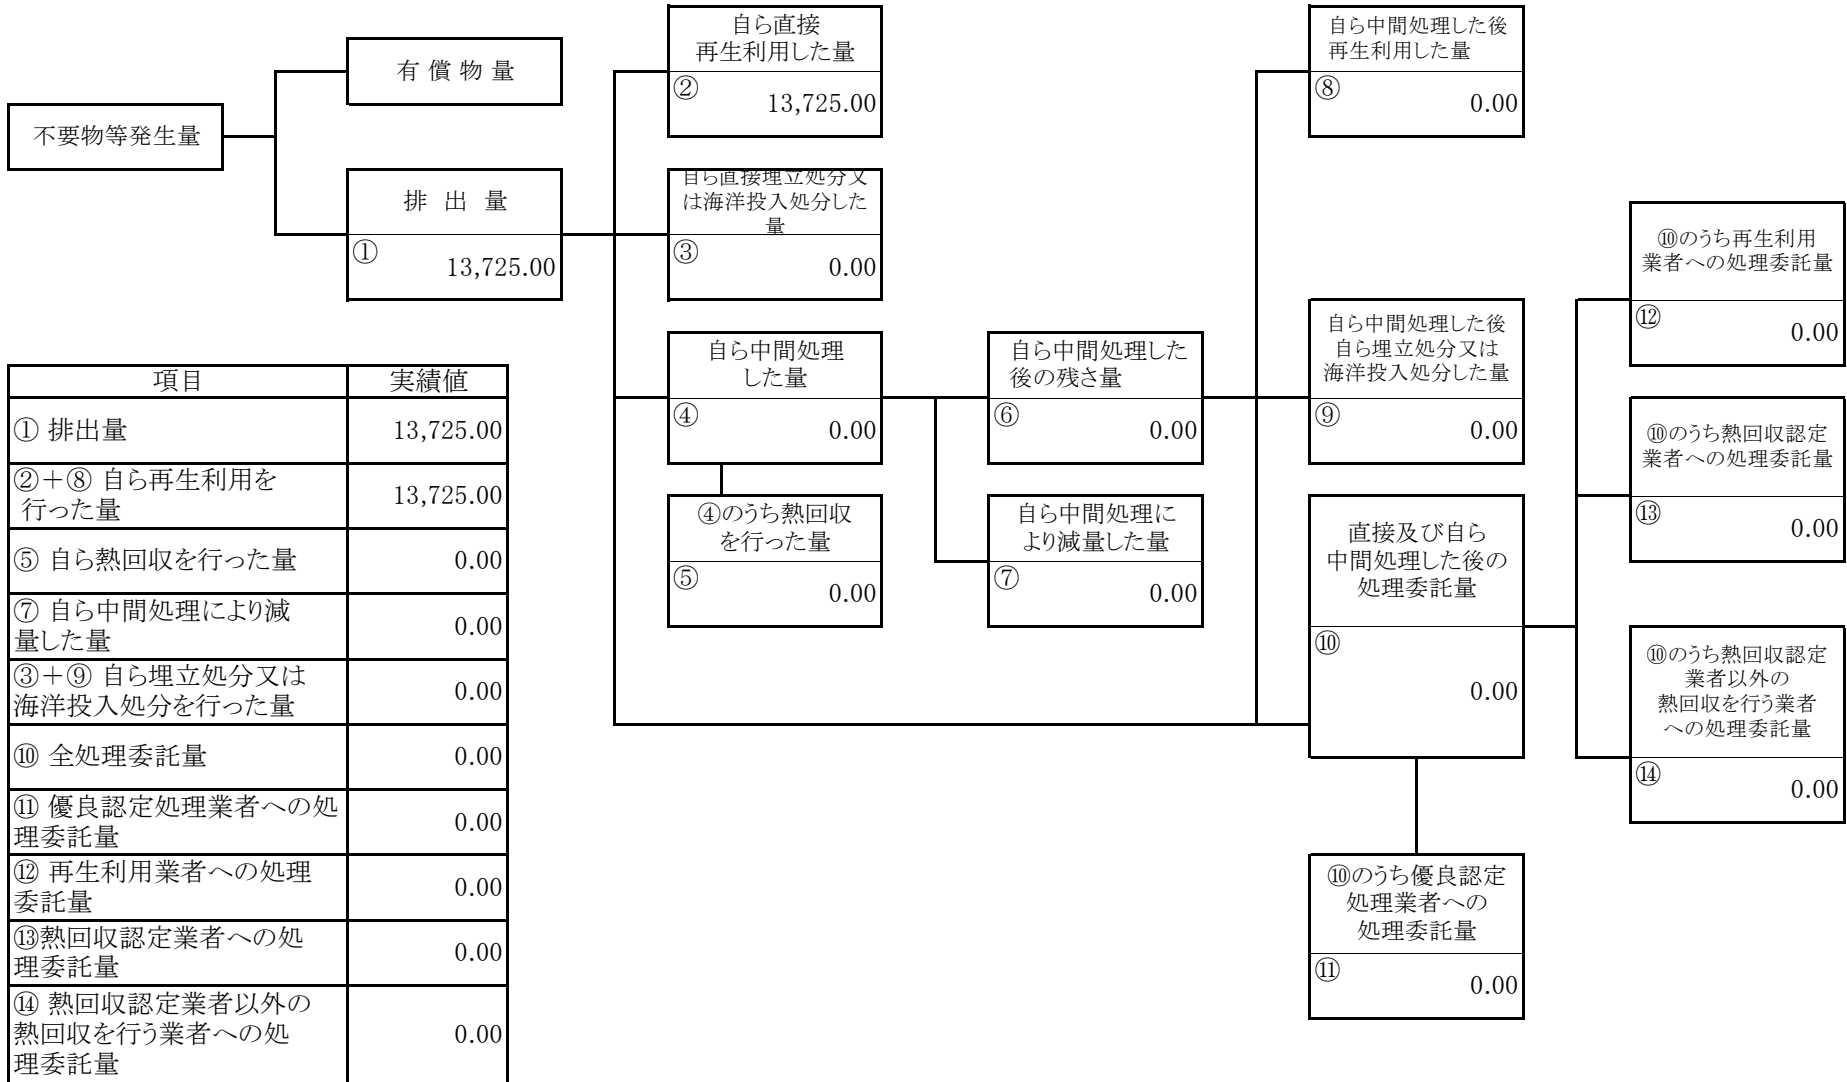 不要物等発生量
有 償 物 量
排 出 量
①
13,725.00
自ら直接
再生利用した量
②
13,725.00
自ら直接埋立処分又
は海洋投入処分した
量
③
0.00
自ら中間処理
した量
④
0.00
④のうち熱回収
を行った量
⑤
0.00
自ら中間処理した
後の残さ量
⑥
0.00
自ら中間処理に
より減量した量
⑦
0.00
自ら中間処理した後
再生利用した量
⑧
0.00
自ら中間処理した後
自ら埋立処分又は
海洋投入処分した量
⑨
0.00
直接及び自ら
中間処理した後の
処理委託量
⑩
0.00
⑩のうち優良認定
処理業者への
処理委託量
⑪
0.00
⑩のうち再生利用
業者への処理委託量
⑫
0.00
⑩のうち熱回収認定
業者への処理委託量
⑬
0.00
⑩のうち熱回収認定
業者以外の
熱回収を行う業者
への処理委託量
⑭
0.00
項目 実績値
① 排出量 13,725.00
②＋⑧ 自ら再生利用を
行った量 13,725.00
⑤ 自ら熱回収を行った量 0.00
⑦ 自ら中間処理により減
量した量 0.00
③＋⑨ 自ら埋立処分又は
海洋投入処分を行った量 0.00
⑩ 全処理委託量 0.00
⑪ 優良認定処理業者への処
理委託量 0.00
⑫ 再生利用業者への処理
委託量 0.00
⑬熱回収認定業者への処
理委託量 0.00
⑭ 熱回収認定業者以外の
熱回収を行う業者への処
理委託量 0.00